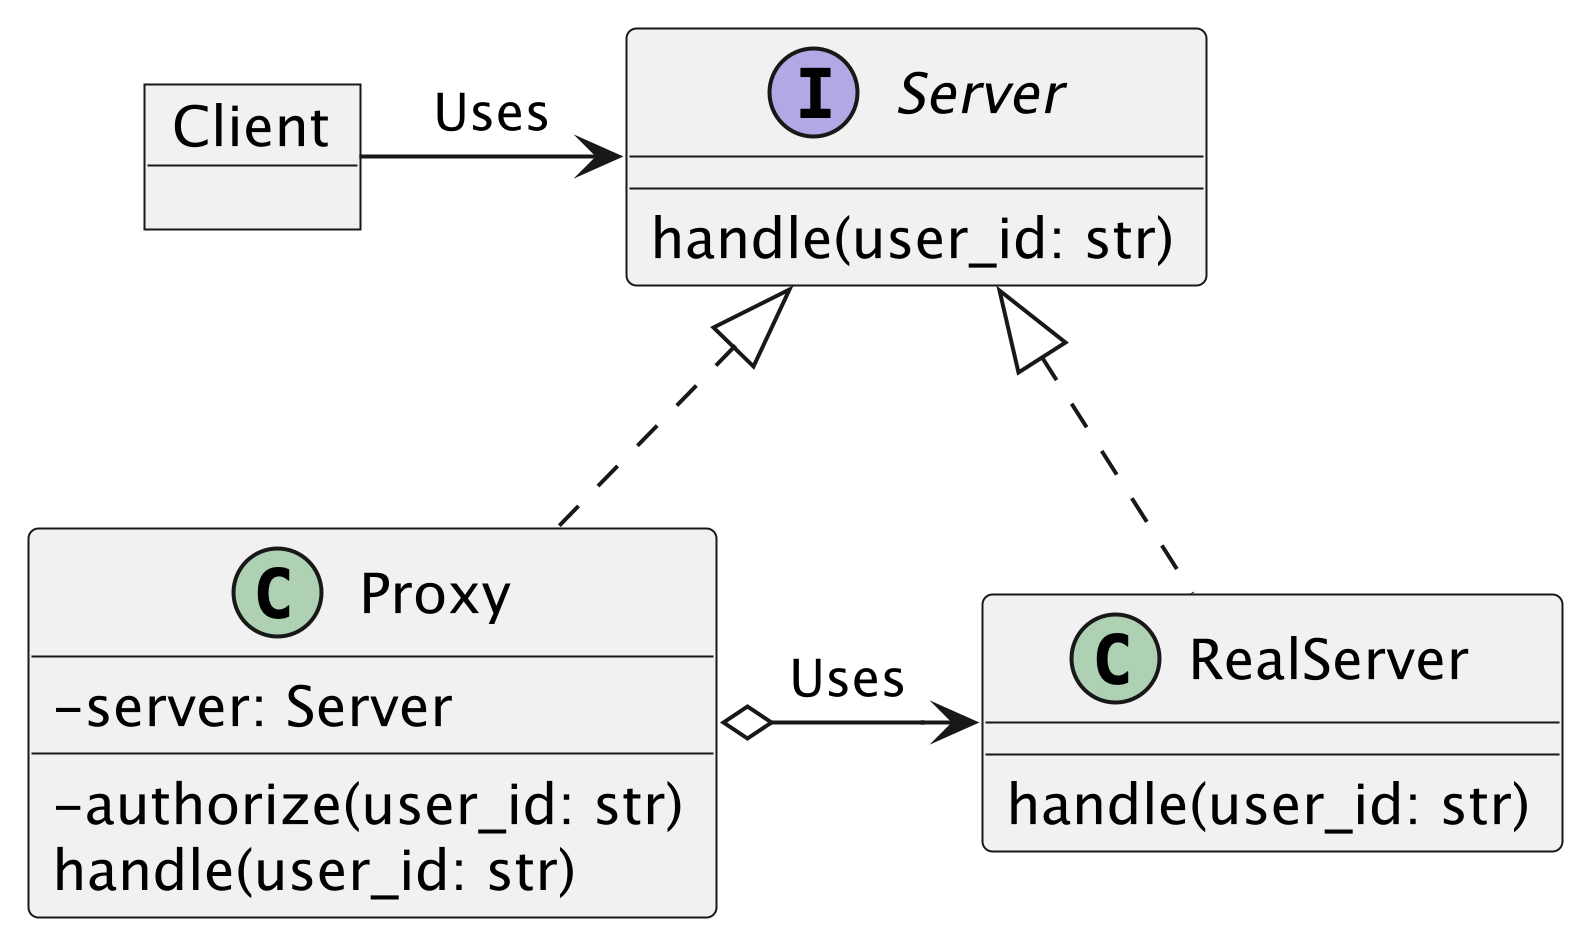 Client
Uses
I Server
handle(user_id: str)
C Proxy
-server: Server
-authorize(user_id: str)
handle(user_id: str)
Uses
C RealServer
handle(user_id: str)